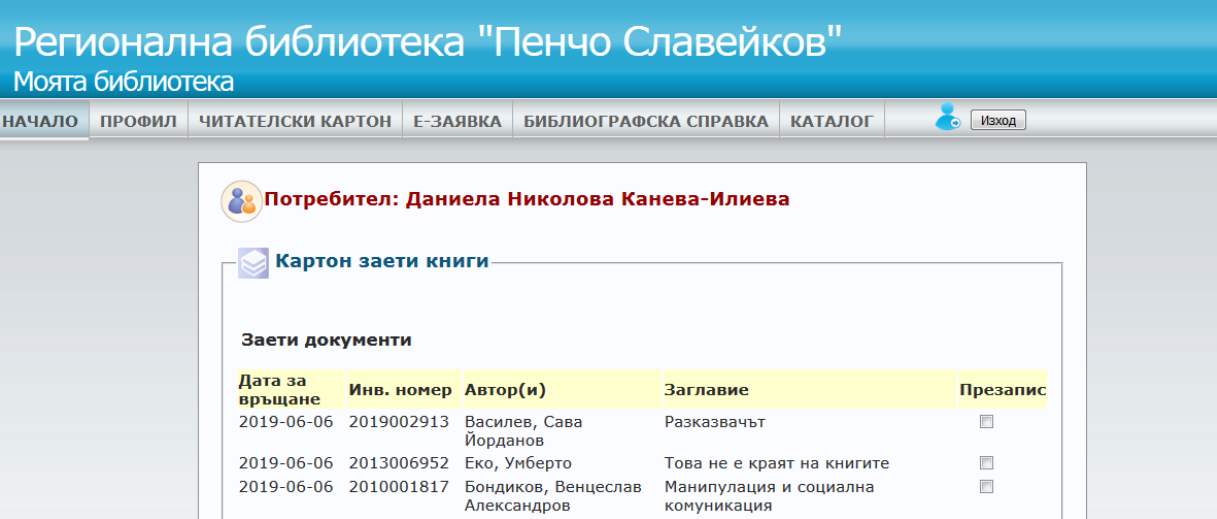 Регионална библиотека "Пенчо Славейков"
Моята библиотека
НАЧАЛО ПРОФИЛ ЧИТАТЕЛСКИ КАРТОН Е-ЗАЯВКА БИБЛИОГРАФСКА СПРАВКА КАТАЛОГ Изход
Потребител: Даниела Николова Канева-Илиева
Картон заети книги
Заети документи
Дата за връщане Инв. номер Автор(и) Заглавие Презапис
2019-06-06 2019002913 Василев, Сава Йорданов Разказвачът
2019-06-06 2013006952 Еко, Умберто Това не е краят на книгите
2019-06-06 2010001817 Бондиков, Венцеслав Александров Манипулация и социална комуникация